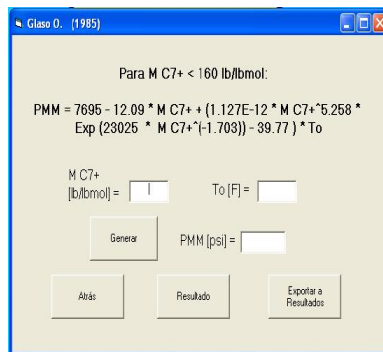 Glaso O. (1985)
Para M C7+ < 160 lb/lbmol:
PMM = 7695 - 12.09 * M C7+ + (1.127E-12 * M C7+^5.258 *
Exp (23025 * M C7+^(-1.703)) - 39.77 ) * To
M C7+
[lb/lbmol] =
To [F] =
Generar
PMM [psi] =
Atrás
Resultado
Exportar a
Resultados